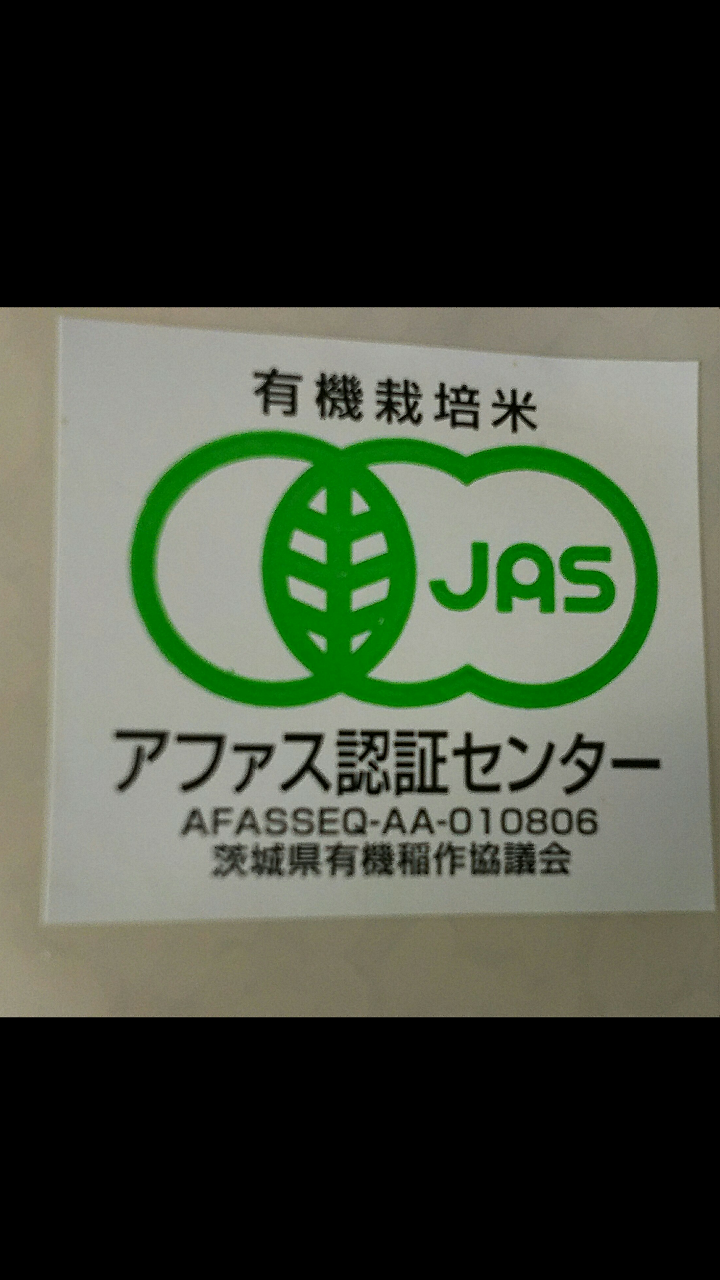 有機栽培米
JAS
アファス認証センター
AFASSEQ-AA-010806
茨城県有機稲作協議会